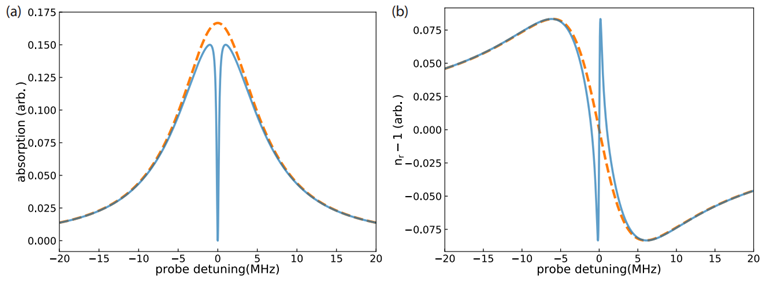 (a)
absorption (arb. )
0.175
0.150
0.125
0.100
0.075
0.050
0.025
0.000
−20 −15 −10 −5 0 5 10 15 20
probe detuning(MHz)
(b)
nr − 1 (arb. )
0.075
0.050
0.025
0.000
−0.025
−0.050
−0.075
−20 −15 −10 −5 0 5 10 15 20
probe detuning(MHz)